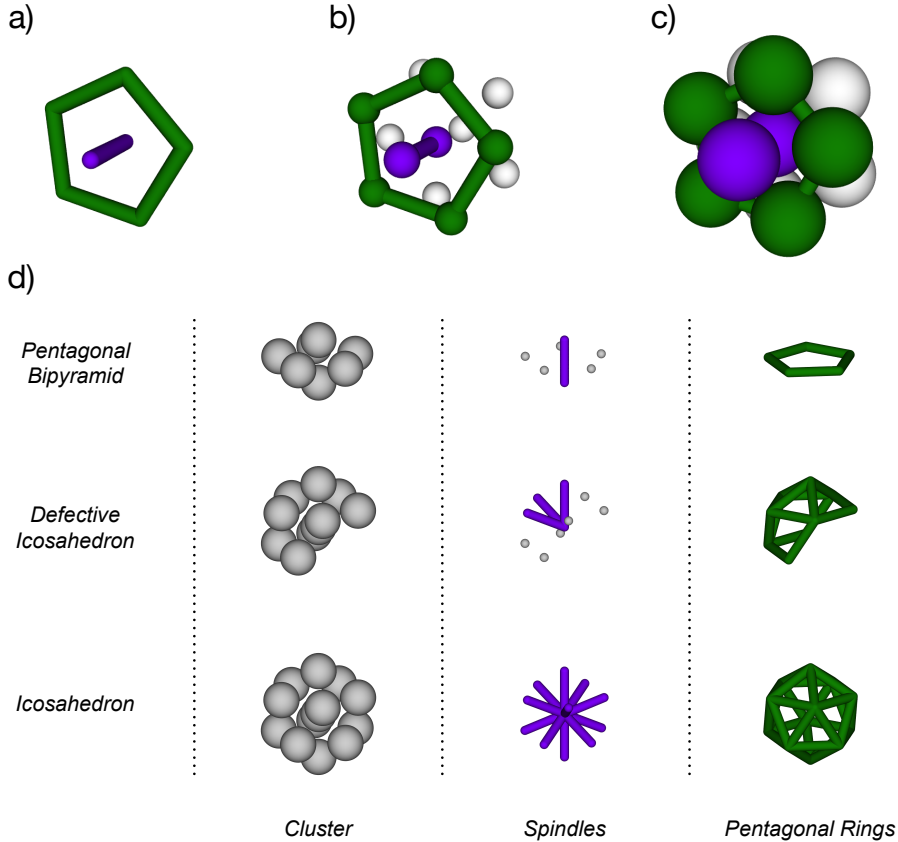 a)
b)
c)
d)
Pentagonal
Bipyramid
Defective
Icosahedron
Icosahedron
Cluster
Spindles
Pentagonal Rings